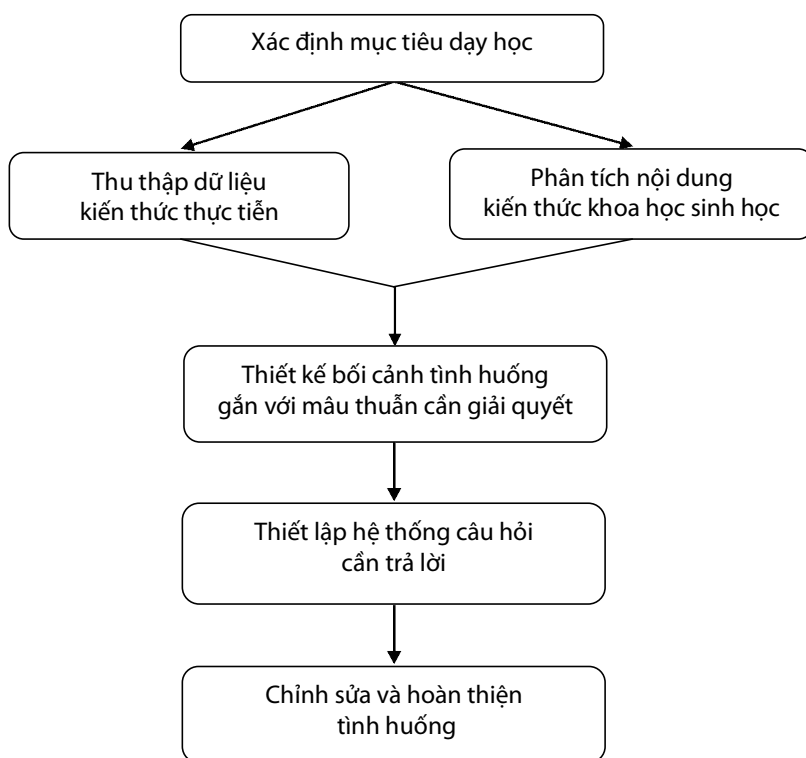 Xác định mục tiêu dạy học
Thu thập dữ liệu
kiến thức thực tiễn
Phân tích nội dung
kiến thức khoa học sinh học
Thiết kế bối cảnh tình huống
gắn với mâu thuẫn cần giải quyết
Thiết lập hệ thống câu hỏi
cần trả lời
Chỉnh sửa và hoàn thiện
tình huống